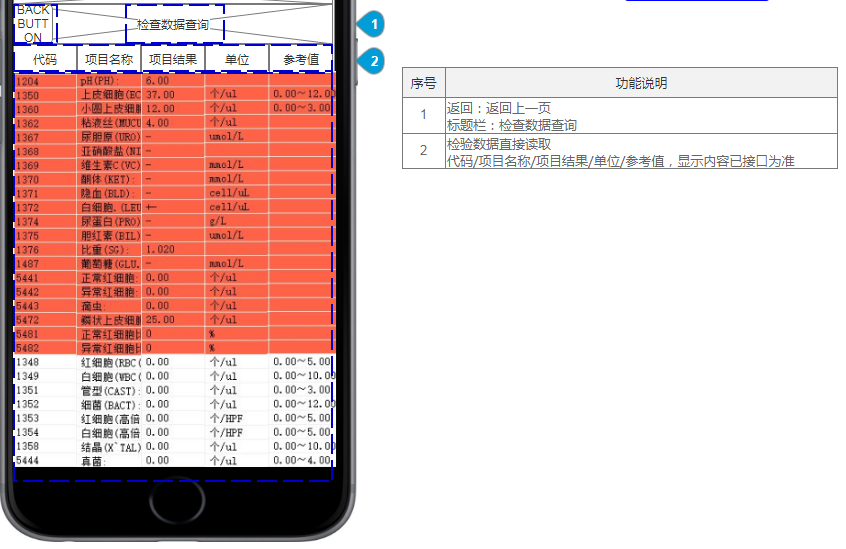 BACK
BUTT
ON
检查数据查询
1
2
代码 项目名称 项目结果 单位 参考值
1204 pH(PH): 6.00
1350 上皮细胞(EC 37.00 个/ul 0.00～12.00
1360 小圆上皮细胞 12.00 个/ul 0.00～3.00
1362 粘液丝(MUCU 4.00 个/ul
1367 尿胆原(URO) - umol/L
1368 亚硝酸盐(NI -
1369 维生素C(VC) - mmol/L
1370 酮体(KET): - mmol/L
1371 隐血(BLD): - cell/uL
1372 白细胞.(LEU +- cell/uL
1374 尿蛋白(PRO) - g/L
1375 胆红素(BIL) - umol/L
1376 比重(SG): 1.020
1487 葡萄糖(GLU. - mmol/L
5441 正常红细胞: 0.00 个/ul
5442 异常红细胞: 0.00 个/ul
5443 滴虫: 0.00 个/ul
5472 鳞状上皮细胞 25.00 个/ul
5481 正常红细胞比 0 %
5482 异常红细胞比 0 %
1348 红细胞(RBC( 0.00 个/ul 0.00～5.00
1349 白细胞(WBC( 0.00 个/ul 0.00～10.00
1351 管型(CAST): 0.00 个/ul 0.00～3.00
1352 细菌(BACT): 0.00 个/ul 0.00～12.00
1353 红细胞(高倍 0.00 个/HPF 0.00～5.00
1354 白细胞(高倍 0.00 个/HPF 0.00～5.00
1358 结晶(X`TAL) 0.00 个/ul 0.00～10.00
5444 真菌: 0.00 个/ul 0.00～4.00
序号 功能说明
1 返回：返回上一页
标题栏：检查数据查询
2 检验数据直接读取
代码/项目名称/项目结果/单位/参考值，显示内容已接口为准